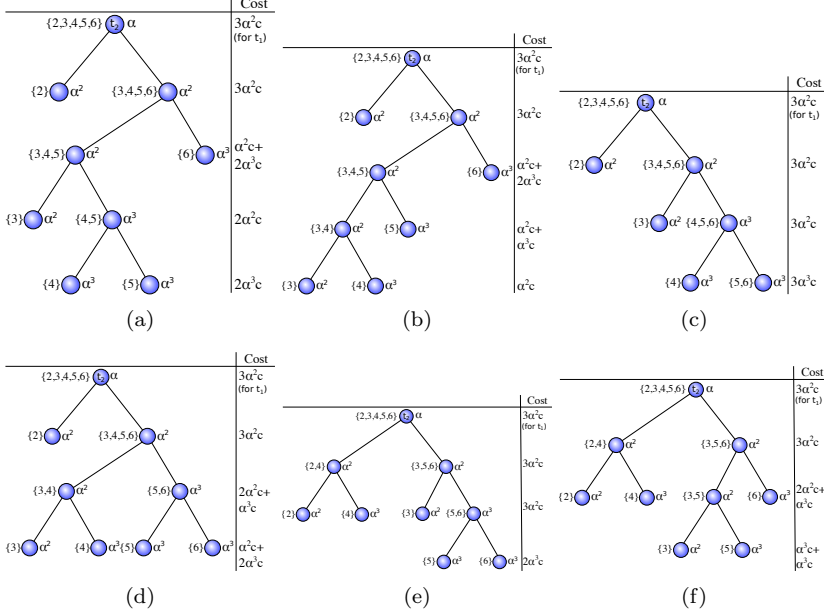 Cost
{2,3,4,5,6} t₂ α 3α²c
(for t₁)
{2} α² {3,4,5,6} α² 3α²c
{3,4,5} α² {6} α³ α²c+
2α³c
{3} α² {4,5} α³ 2α²c
{4} α³ {5} α³ 2α³c
(a)
Cost
{2,3,4,5,6} t₂ α 3α²c
(for t₁)
{2} α² {3,4,5,6} α² 3α²c
{3,4,5} α² {6} α³ α²c+
2α³c
{3,4} α² {5} α³ α²c+
α³c
{3} α² {4} α³ α²c
(b)
Cost
{2,3,4,5,6} t₂ α 3α²c
(for t₁)
{2} α² {3,4,5,6} α² 3α²c
{3} α² {4,5,6} α³ 3α²c
{4} α³ {5,6} α³ 3α³c
(c)
Cost
{2,3,4,5,6} t₂ α 3α²c
(for t₁)
{2} α² {3,4,5,6} α² 3α²c
{3,4} α² {5,6} α³ 2α²c+
α³c
{3} α² {4} α³ {5} α³ {6} α³ α²c+
2α³c
(d)
Cost
{2,3,4,5,6} t₂ α 3α²c
(for t₁)
{2,4} α² {3,5,6} α² 3α²c
{2} α² {4} α³ {3} α² {5,6} α³ 3α²c
{5} α³ {6} α³ 2α³c
(e)
Cost
{2,3,4,5,6} t₂ α 3α²c
(for t₁)
{2,4} α² {3,5,6} α² 3α²c
{2} α² {4} α³ {3,5} α² {6} α³ 2α²c+
α³c
{3} α² {5} α³ α³c+
α³c
(f)